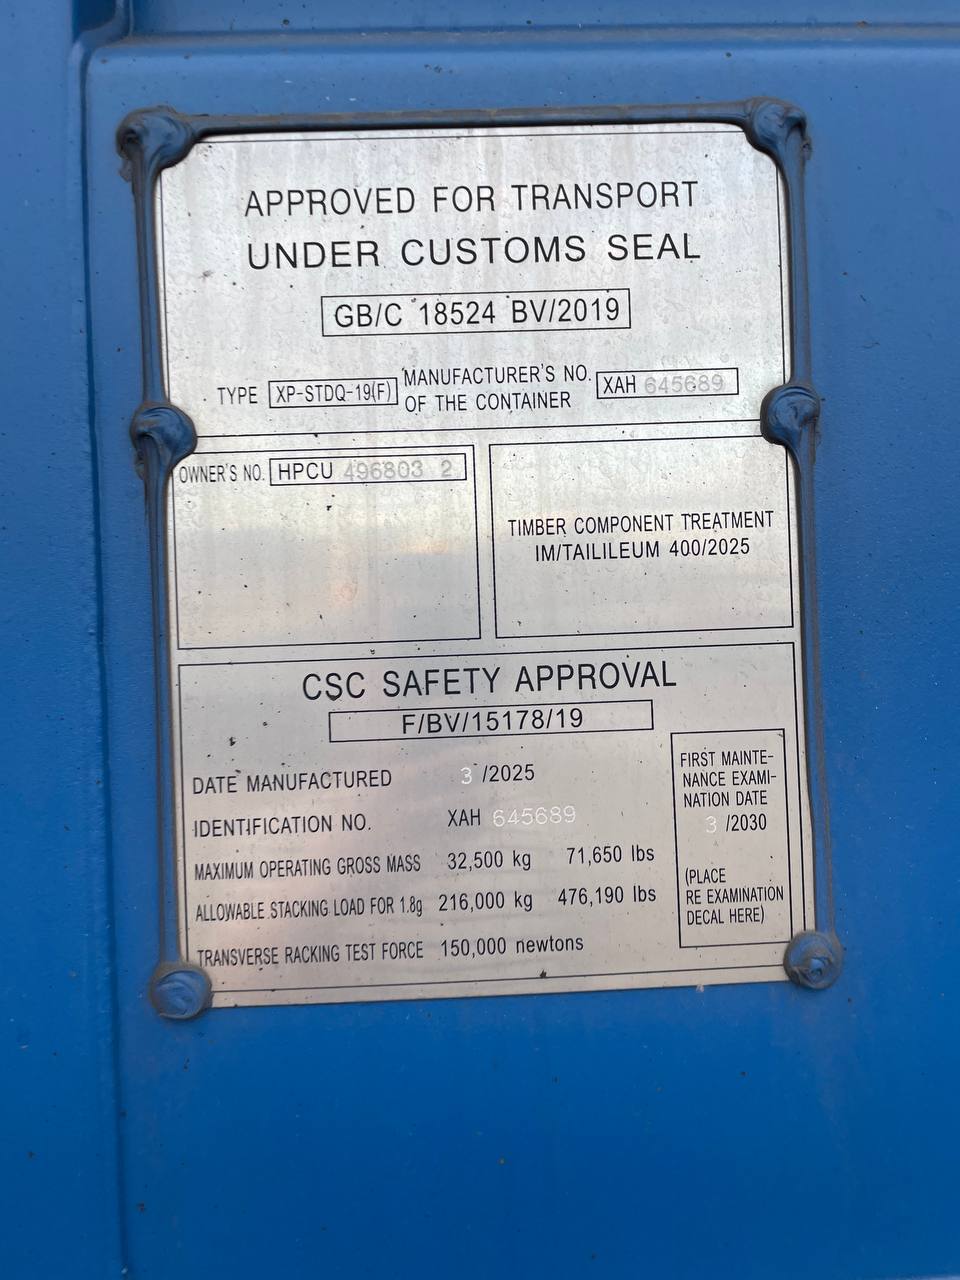 APPROVED FOR TRANSPORT
UNDER CUSTOMS SEAL
GB/C 18524 BV/2019
TYPE XP-STDQ-19(F) MANUFACTURER'S NO. OF THE CONTAINER XAH 645689
OWNER'S NO. HPCU 496803 2
TIMBER COMPONENT TREATMENT
IM/TAILILEUM 400/2025
CSC SAFETY APPROVAL
F/BV/15178/19
DATE MANUFACTURED 3 /2025
IDENTIFICATION NO. XAH 645689
MAXIMUM OPERATING GROSS MASS 32,500 kg 71,650 lbs
ALLOWABLE STACKING LOAD FOR 1.8g 216,000 kg 476,190 lbs
TRANSVERSE RACKING TEST FORCE 150,000 newtons
FIRST MAINTE-
NANCE EXAMI-
NATION DATE
3 /2030
(PLACE
RE EXAMINATION
DECAL HERE)